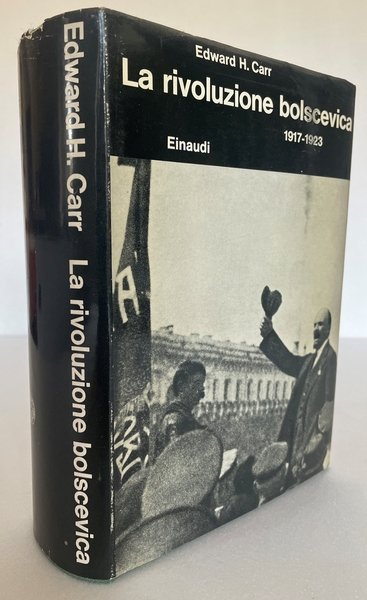 Edward H. Carr
La rivoluzione bolscevica
1917-1923
Einaudi
Edward H. Carr La rivoluzione bolscevica